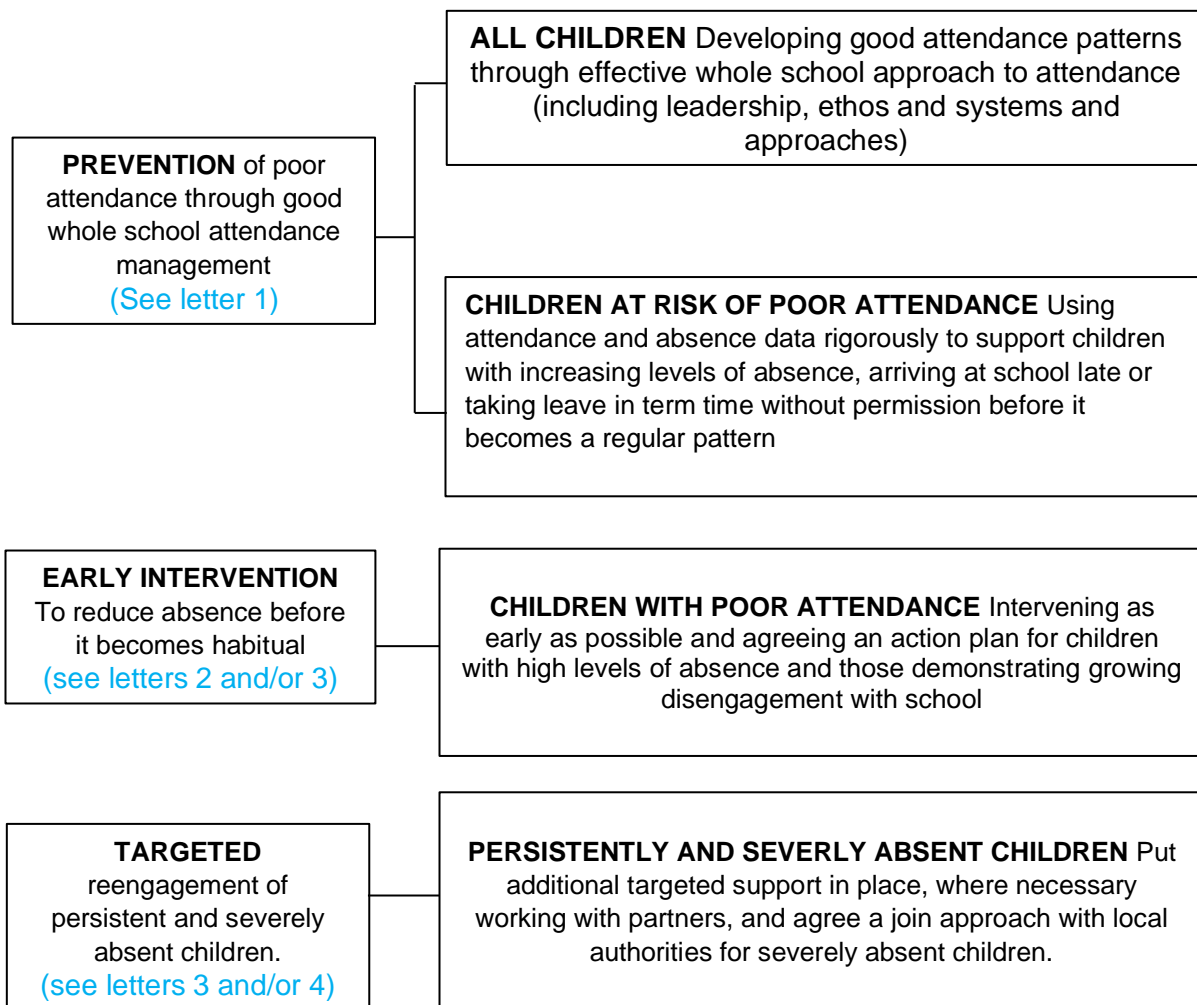 ALL CHILDREN Developing good attendance patterns
through effective whole school approach to attendance
(including leadership, ethos and systems and
approaches)
PREVENTION of poor
attendance through good
whole school attendance
management
(See letter 1)
CHILDREN AT RISK OF POOR ATTENDANCE Using
attendance and absence data rigorously to support children
with increasing levels of absence, arriving at school late or
taking leave in term time without permission before it
becomes a regular pattern
EARLY INTERVENTION
To reduce absence before
it becomes habitual
(see letters 2 and/or 3)
CHILDREN WITH POOR ATTENDANCE Intervening as
early as possible and agreeing an action plan for children
with high levels of absence and those demonstrating growing
disengagement with school
TARGETED
reengagement of
persistent and severely
absent children.
(see letters 3 and/or 4)
PERSISTENTLY AND SEVERLY ABSENT CHILDREN Put
additional targeted support in place, where necessary
working with partners, and agree a join approach with local
authorities for severely absent children.